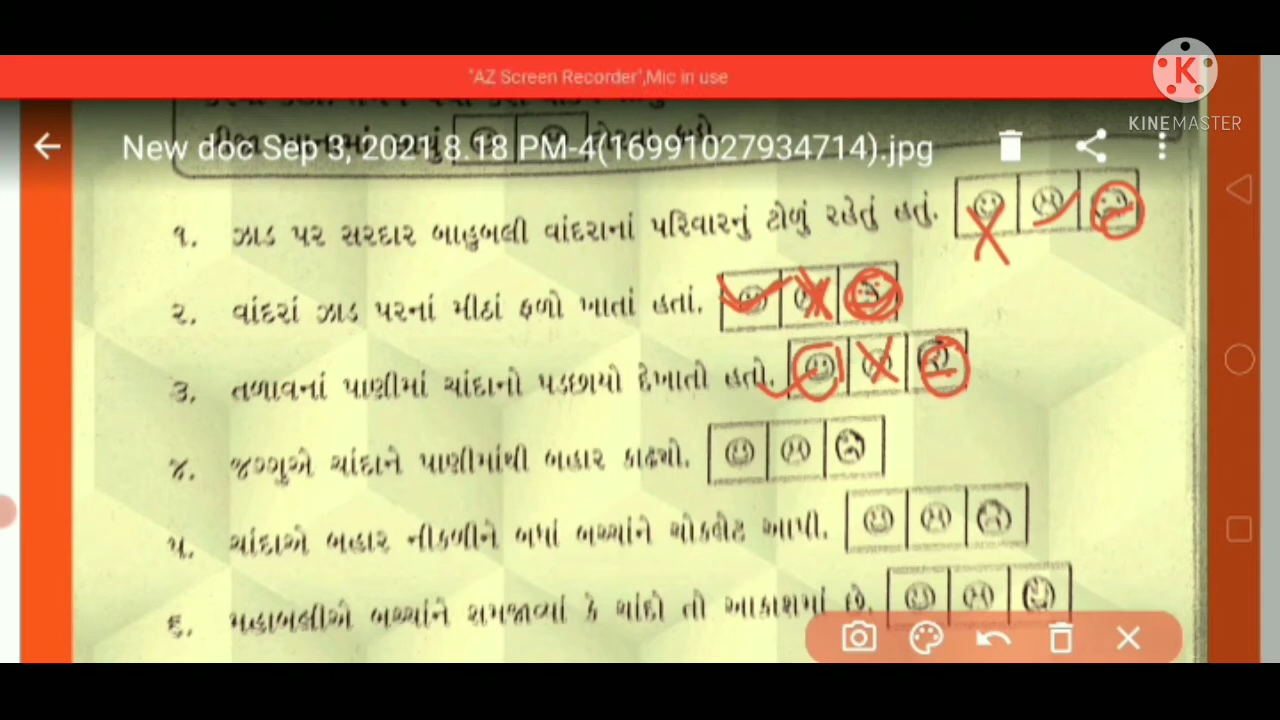 "AZ Screen Recorder",Mic in use
KINEMASTER
New doc Sep 3, 2021 8.18 PM-4(16991027934714).jpg
૧. ઝાડ પર સરદાર બાહુબલી વાંદરાનાં પરિવારનું ટોળું રહેતું હતું.
૨. વાંદરાં ઝાડ પરનાં મીઠાં ફળો ખાતાં હતાં.
૩. તળાવનાં પાણીમાં ચાંદાનો પડછાયો દેખાતો હતો.
૪. જગ્ગુએ ચાંદાને પાણીમાંથી બહાર કાઢ્યો.
૫. ચાંદાએ બહાર નીકળીને બધાં બચ્ચાંને ચોકલેટ આપી.
૬. મહાબલીએ બચ્ચાંને સમજાવ્યાં કે ચાંદો તો આકાશમાં છે.